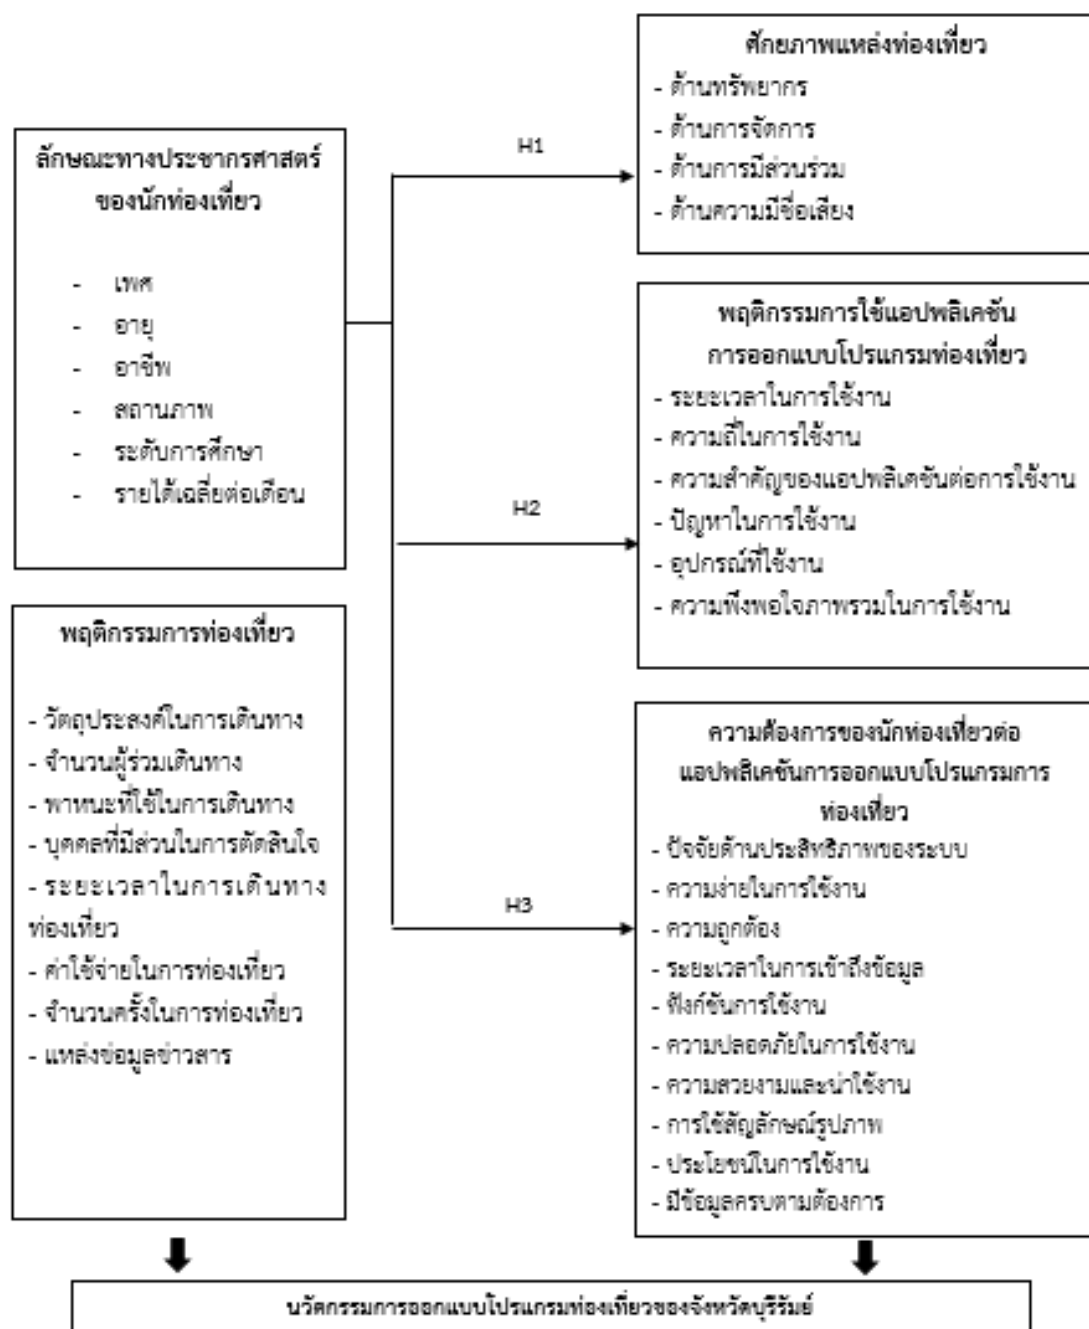 ลักษณะทางประชากรศาสตร์
ของนักท่องเที่ยว
- เพศ
- อายุ
- อาชีพ
- สถานภาพ
- ระดับการศึกษา
- รายได้เฉลี่ยต่อเดือน
พฤติกรรมการท่องเที่ยว
- วัตถุประสงค์ในการเดินทาง
- จำนวนผู้ร่วมเดินทาง
- พาหนะที่ใช้ในการเดินทาง
- บุคคลที่มีส่วนในการตัดสินใจ
- ระยะเวลาในการเดินทาง
ท่องเที่ยว
- ค่าใช้จ่ายในการท่องเที่ยว
- จำนวนครั้งในการท่องเที่ยว
- แหล่งข้อมูลข่าวสาร
H1
H2
H3
ศักยภาพแหล่งท่องเที่ยว
- ด้านทรัพยากร
- ด้านการจัดการ
- ด้านการมีส่วนร่วม
- ด้านความมีชื่อเสียง
พฤติกรรมการใช้แอปพลิเคชัน
การออกแบบโปรแกรมท่องเที่ยว
- ระยะเวลาในการใช้งาน
- ความถี่ในการใช้งาน
- ความสำคัญของแอปพลิเคชันต่อการใช้งาน
- ปัญหาในการใช้งาน
- อุปกรณ์ที่ใช้งาน
- ความพึงพอใจภาพรวมในการใช้งาน
ความต้องการของนักท่องเที่ยวต่อ
แอปพลิเคชันการออกแบบโปรแกรมการ
ท่องเที่ยว
- ปัจจัยด้านประสิทธิภาพของระบบ
- ความง่ายในการใช้งาน
- ความถูกต้อง
- ระยะเวลาในการเข้าถึงข้อมูล
- ฟังก์ชันการใช้งาน
- ความปลอดภัยในการใช้งาน
- ความสวยงามและน่าใช้งาน
- การใช้สัญลักษณ์รูปภาพ
- ประโยชน์ในการใช้งาน
- มีข้อมูลครบตามต้องการ
นวัตกรรมการออกแบบโปรแกรมท่องเที่ยวของจังหวัดบุรีรัมย์